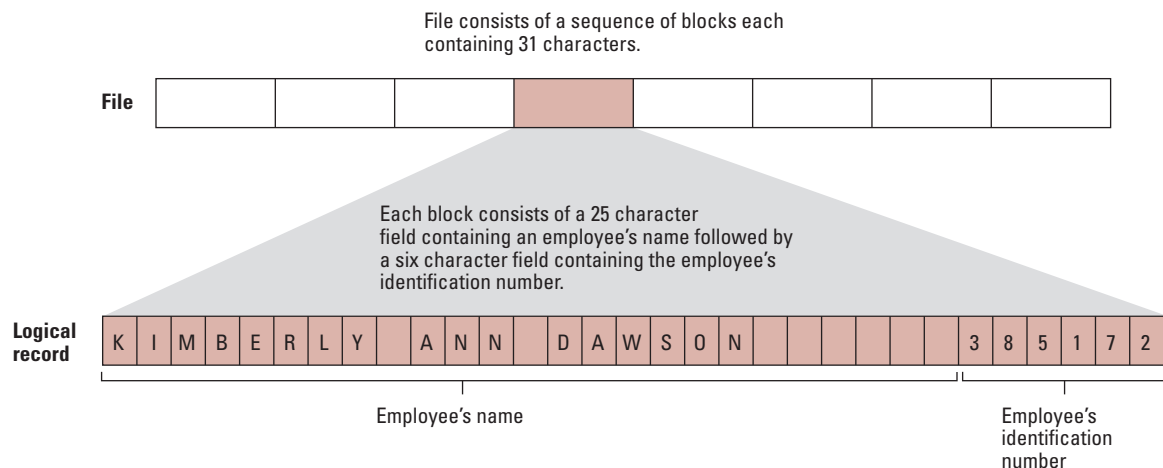 File consists of a sequence of blocks each
containing 31 characters.
File
Each block consists of a 25 character
field containing an employee's name followed by
a six character field containing the employee's
identification number.
Logical
record
K I M B E R L Y A N N D A W S O N 3 8 5 1 7 2
Employee's name
Employee's
identification
number